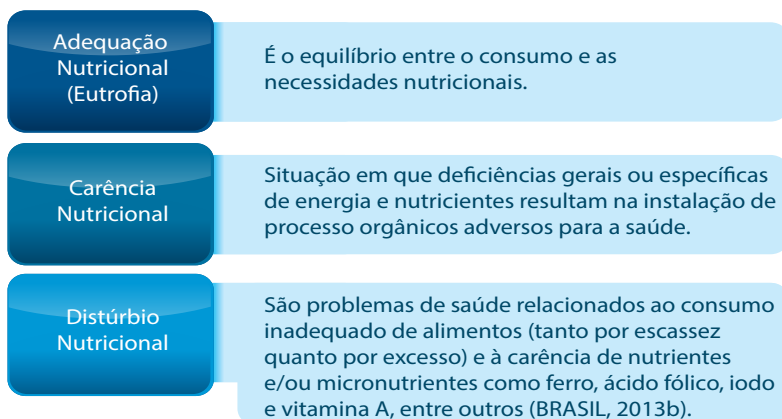 Adequação
Nutricional
(Eutrofia)
É o equilíbrio entre o consumo e as
necessidades nutricionais.
Carência
Nutricional
Situação em que deficiências gerais ou específicas
de energia e nutricientes resultam na instalação de
processo orgânicos adversos para a saúde.
Distúrbio
Nutricional
São problemas de saúde relacionados ao consumo
inadequado de alimentos (tanto por escassez
quanto por excesso) e à carência de nutrientes
e/ou micronutrientes como ferro, ácido fólico, iodo
e vitamina A, entre outros (BRASIL, 2013b).